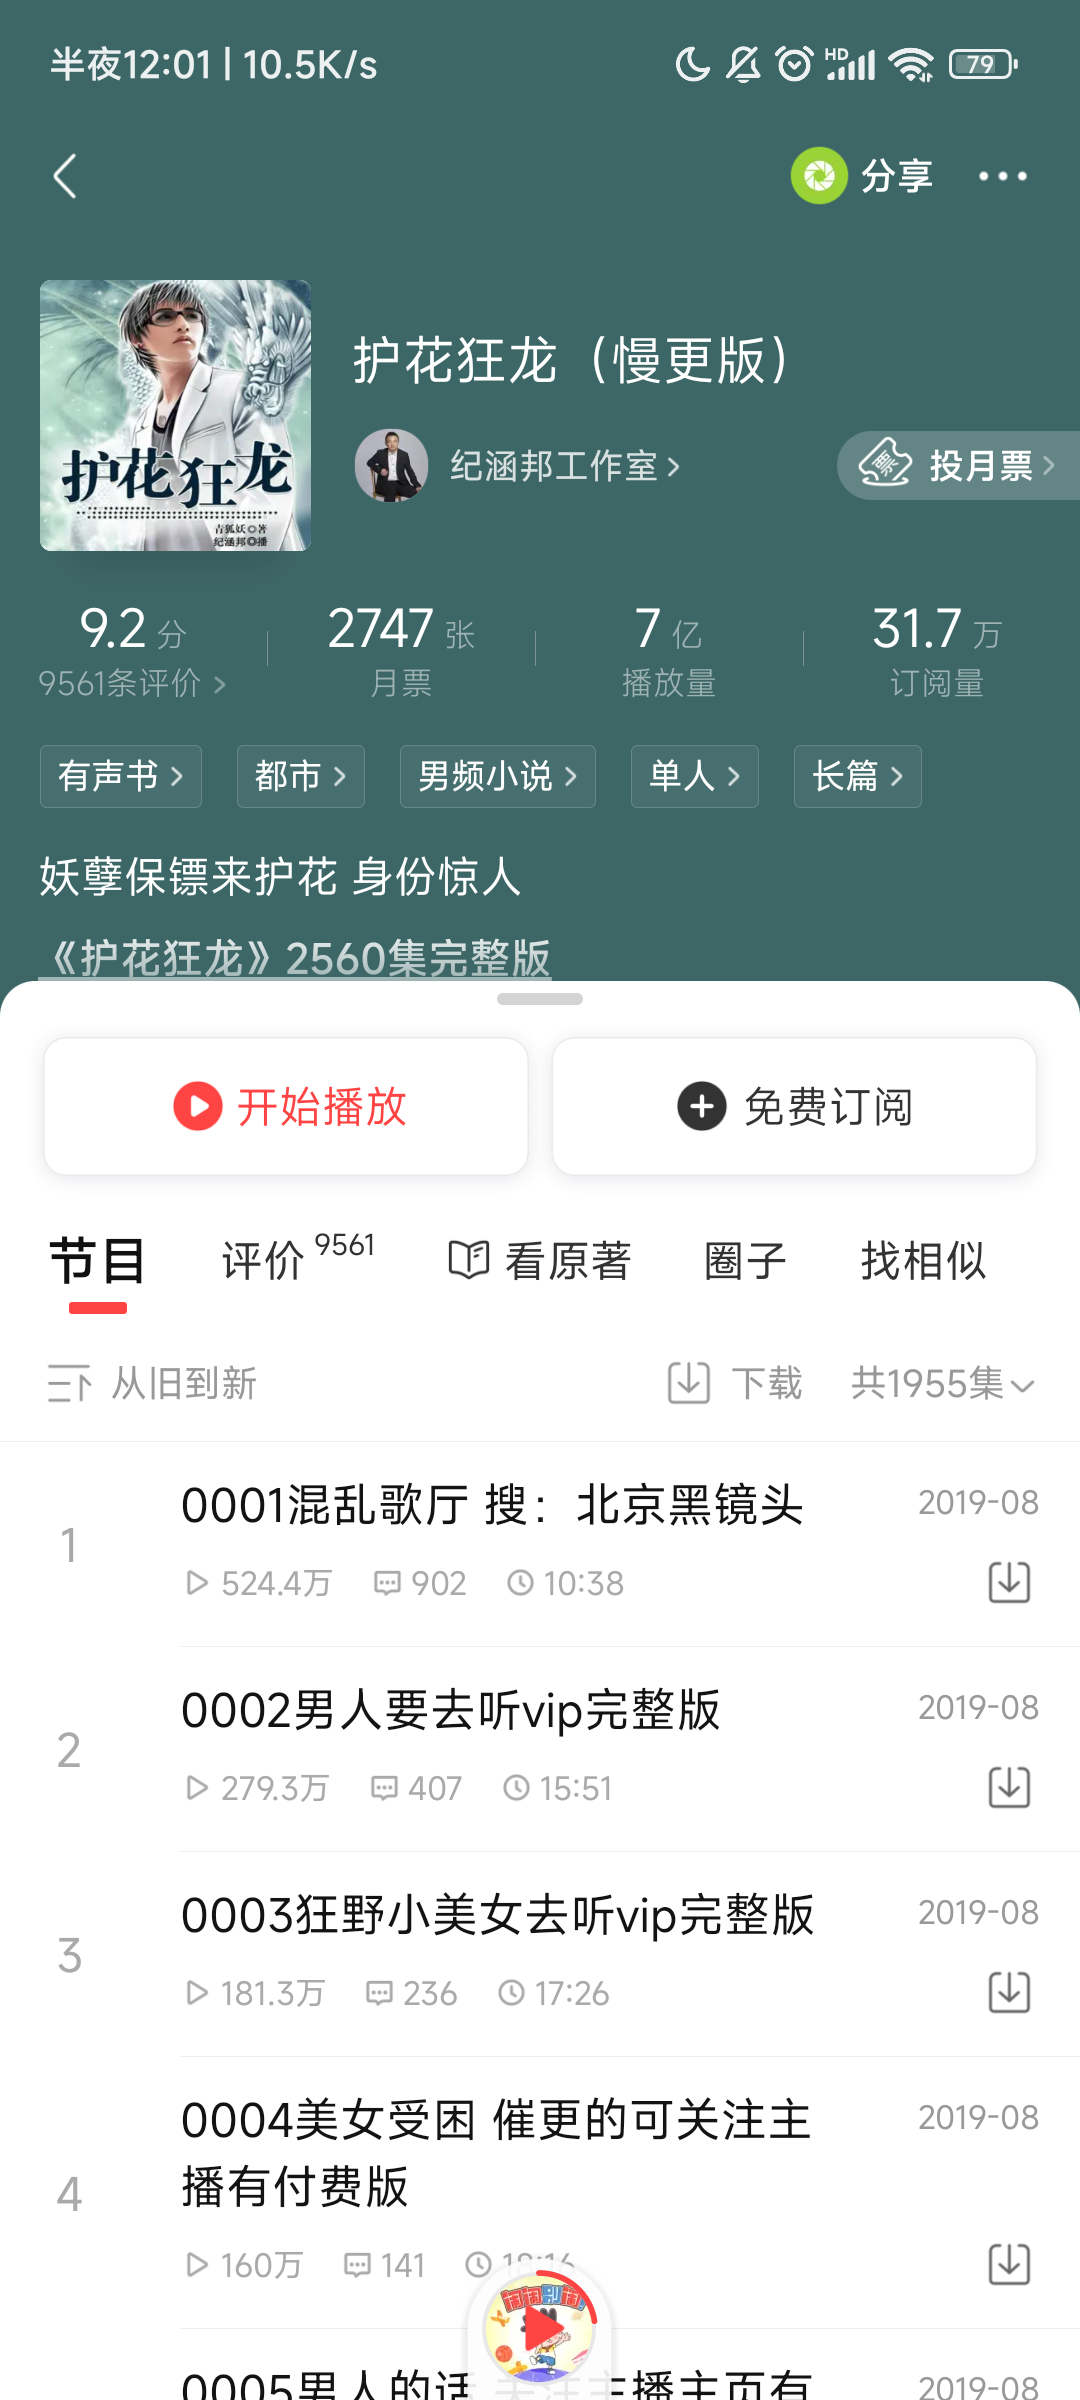 半夜12:01 | 10.5K/s
HD
79
分享
护花狂龙
青狐妖◎著
纪涵邦◎播
护花狂龙（慢更版）
纪涵邦工作室
票 投月票
9.2 分
9561条评价
2747 张
月票
7 亿
播放量
31.7 万
订阅量
有声书 都市 男频小说 单人 长篇
妖孽保镖来护花 身份惊人
《护花狂龙》2560集完整版
开始播放
免费订阅
节目 评价 9561 看原著 圈子 找相似
从旧到新 下载 共1955集
1
0001混乱歌厅 搜：北京黑镜头
2019-08
524.4万 902 10:38
2
0002男人要去听vip完整版
2019-08
279.3万 407 15:51
3
0003狂野小美女去听vip完整版
2019-08
181.3万 236 17:26
4
0004美女受困 催更的可关注主
播有付费版
2019-08
160万 141 18:16
闹闹别闹
0005男人的话 关注主播主页有
2019-08